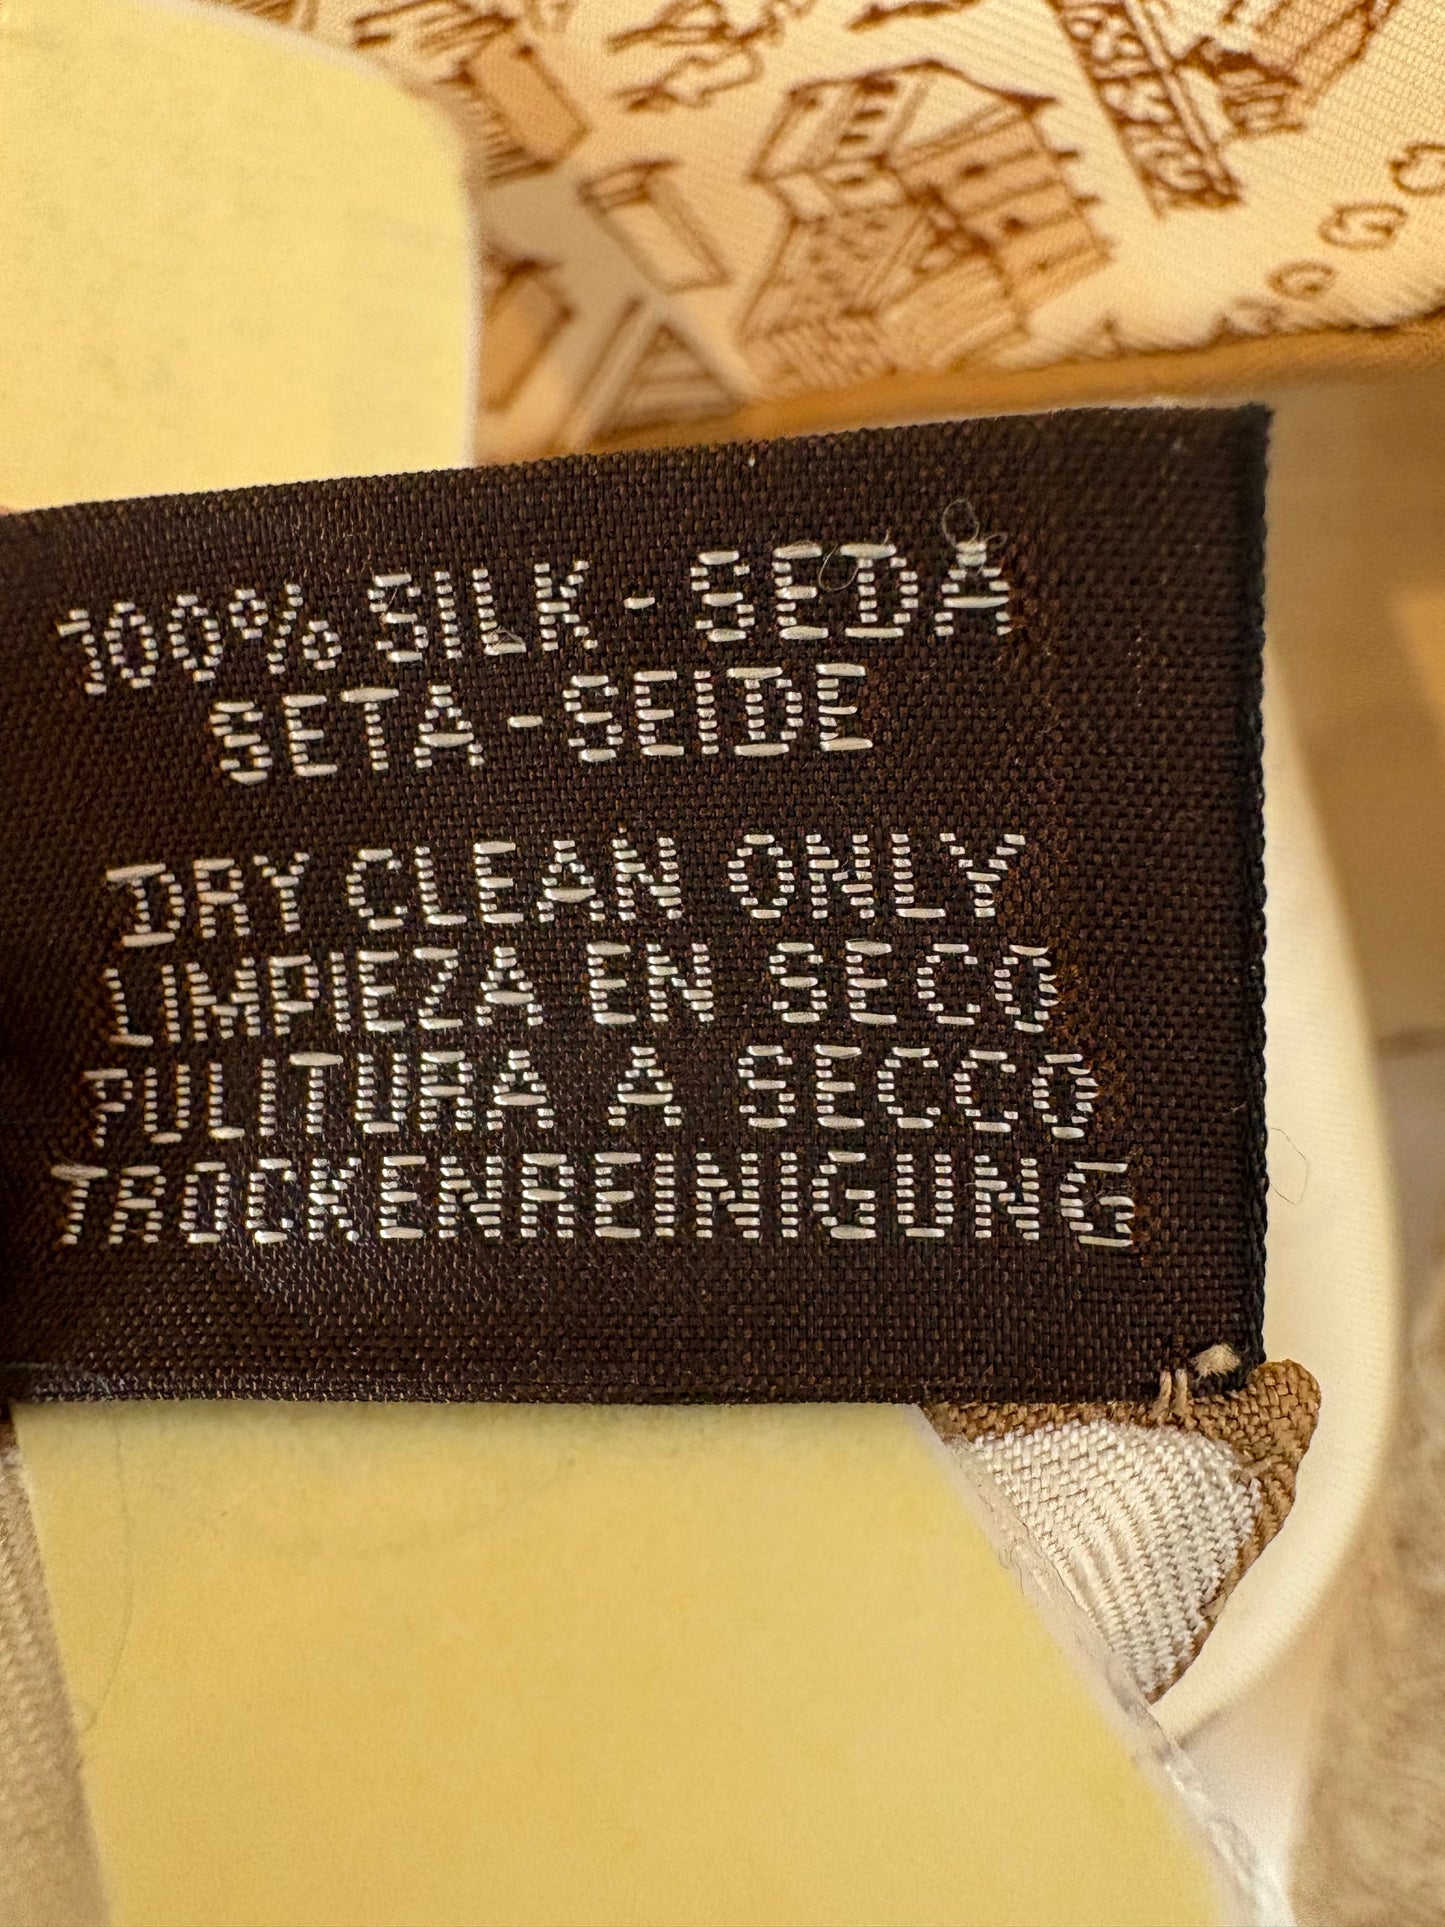 100% SILK - SEDA
SETA - SEIDE
DRY CLEAN ONLY
LIMPIEZA EN SECO
PULITURA A SECCO
TROCKENREINIGUNG